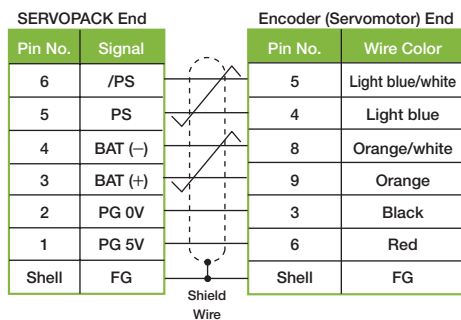 SERVOPACK End Encoder (Servomotor) End
Pin No. Signal Pin No. Wire Color
6 /PS 5 Light blue/white
5 PS 4 Light blue
4 BAT (−) 8 Orange/white
3 BAT (+) 9 Orange
2 PG 0V 3 Black
1 PG 5V 6 Red
Shell FG Shell FG
Shield
Wire